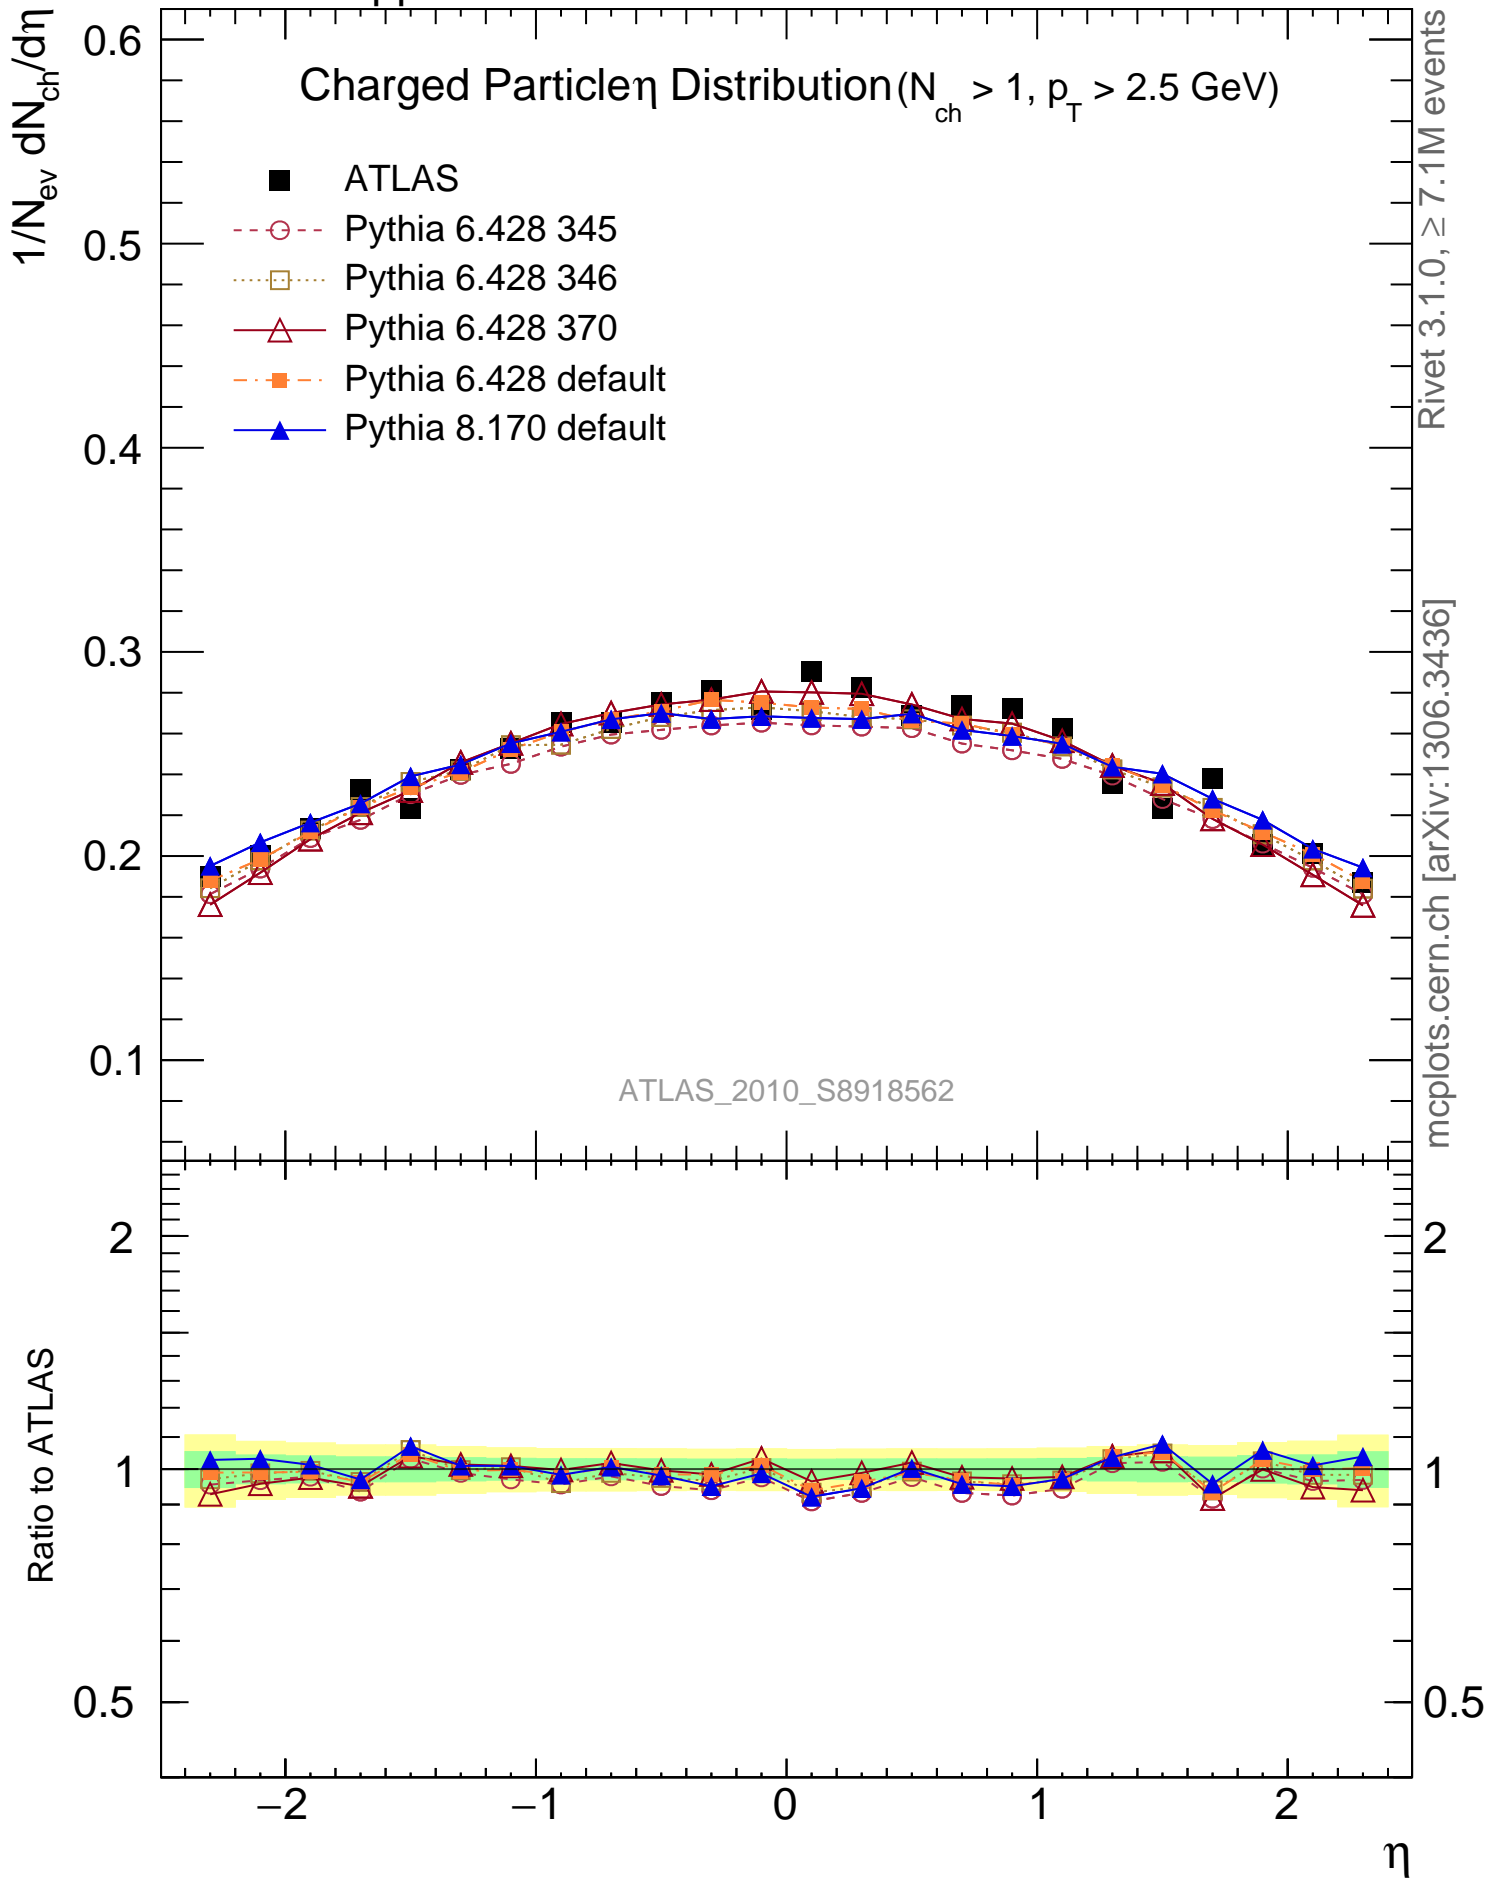 1/N_ev dN_ch/dη
Charged Particle η Distribution (N_ch > 1, p_T > 2.5 GeV)
ATLAS
Pythia 6.428 345
Pythia 6.428 346
Pythia 6.428 370
Pythia 6.428 default
Pythia 8.170 default
0.6
0.5
0.4
0.3
0.2
0.1
ATLAS_2010_S8918562
Rivet 3.1.0, ≥ 7.1M events
mcplots.cern.ch [arXiv:1306.3436]
Ratio to ATLAS
2
1
0.5
2
1
0.5
−2 −1 0 1 2
η